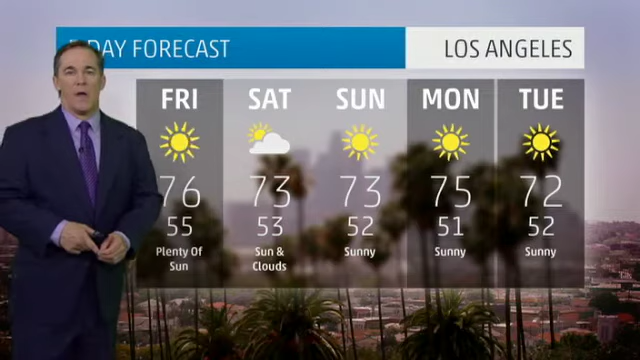 DAY FORECAST
LOS ANGELES
FRI SAT SUN MON TUE
76 73 73 75 72
55 53 52 51 52
Plenty Of Sun & Sunny Sunny Sunny
Sun Clouds